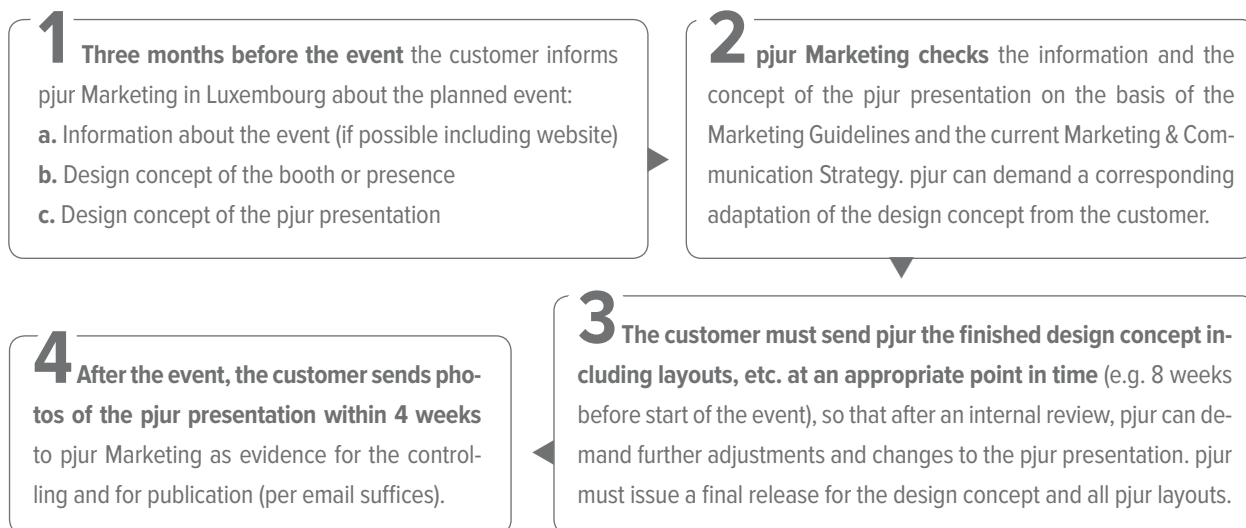 1 Three months before the event the customer informs
pjur Marketing in Luxembourg about the planned event:
a. Information about the event (if possible including website)
b. Design concept of the booth or presence
c. Design concept of the pjur presentation
2 pjur Marketing checks the information and the
concept of the pjur presentation on the basis of the
Marketing Guidelines and the current Marketing & Com-
munication Strategy. pjur can demand a corresponding
adaptation of the design concept from the customer.
3 The customer must send pjur the finished design concept in-
cluding layouts, etc. at an appropriate point in time (e.g. 8 weeks
before start of the event), so that after an internal review, pjur can de-
mand further adjustments and changes to the pjur presentation. pjur
must issue a final release for the design concept and all pjur layouts.
4 After the event, the customer sends pho-
tos of the pjur presentation within 4 weeks
to pjur Marketing as evidence for the control-
ling and for publication (per email suffices).